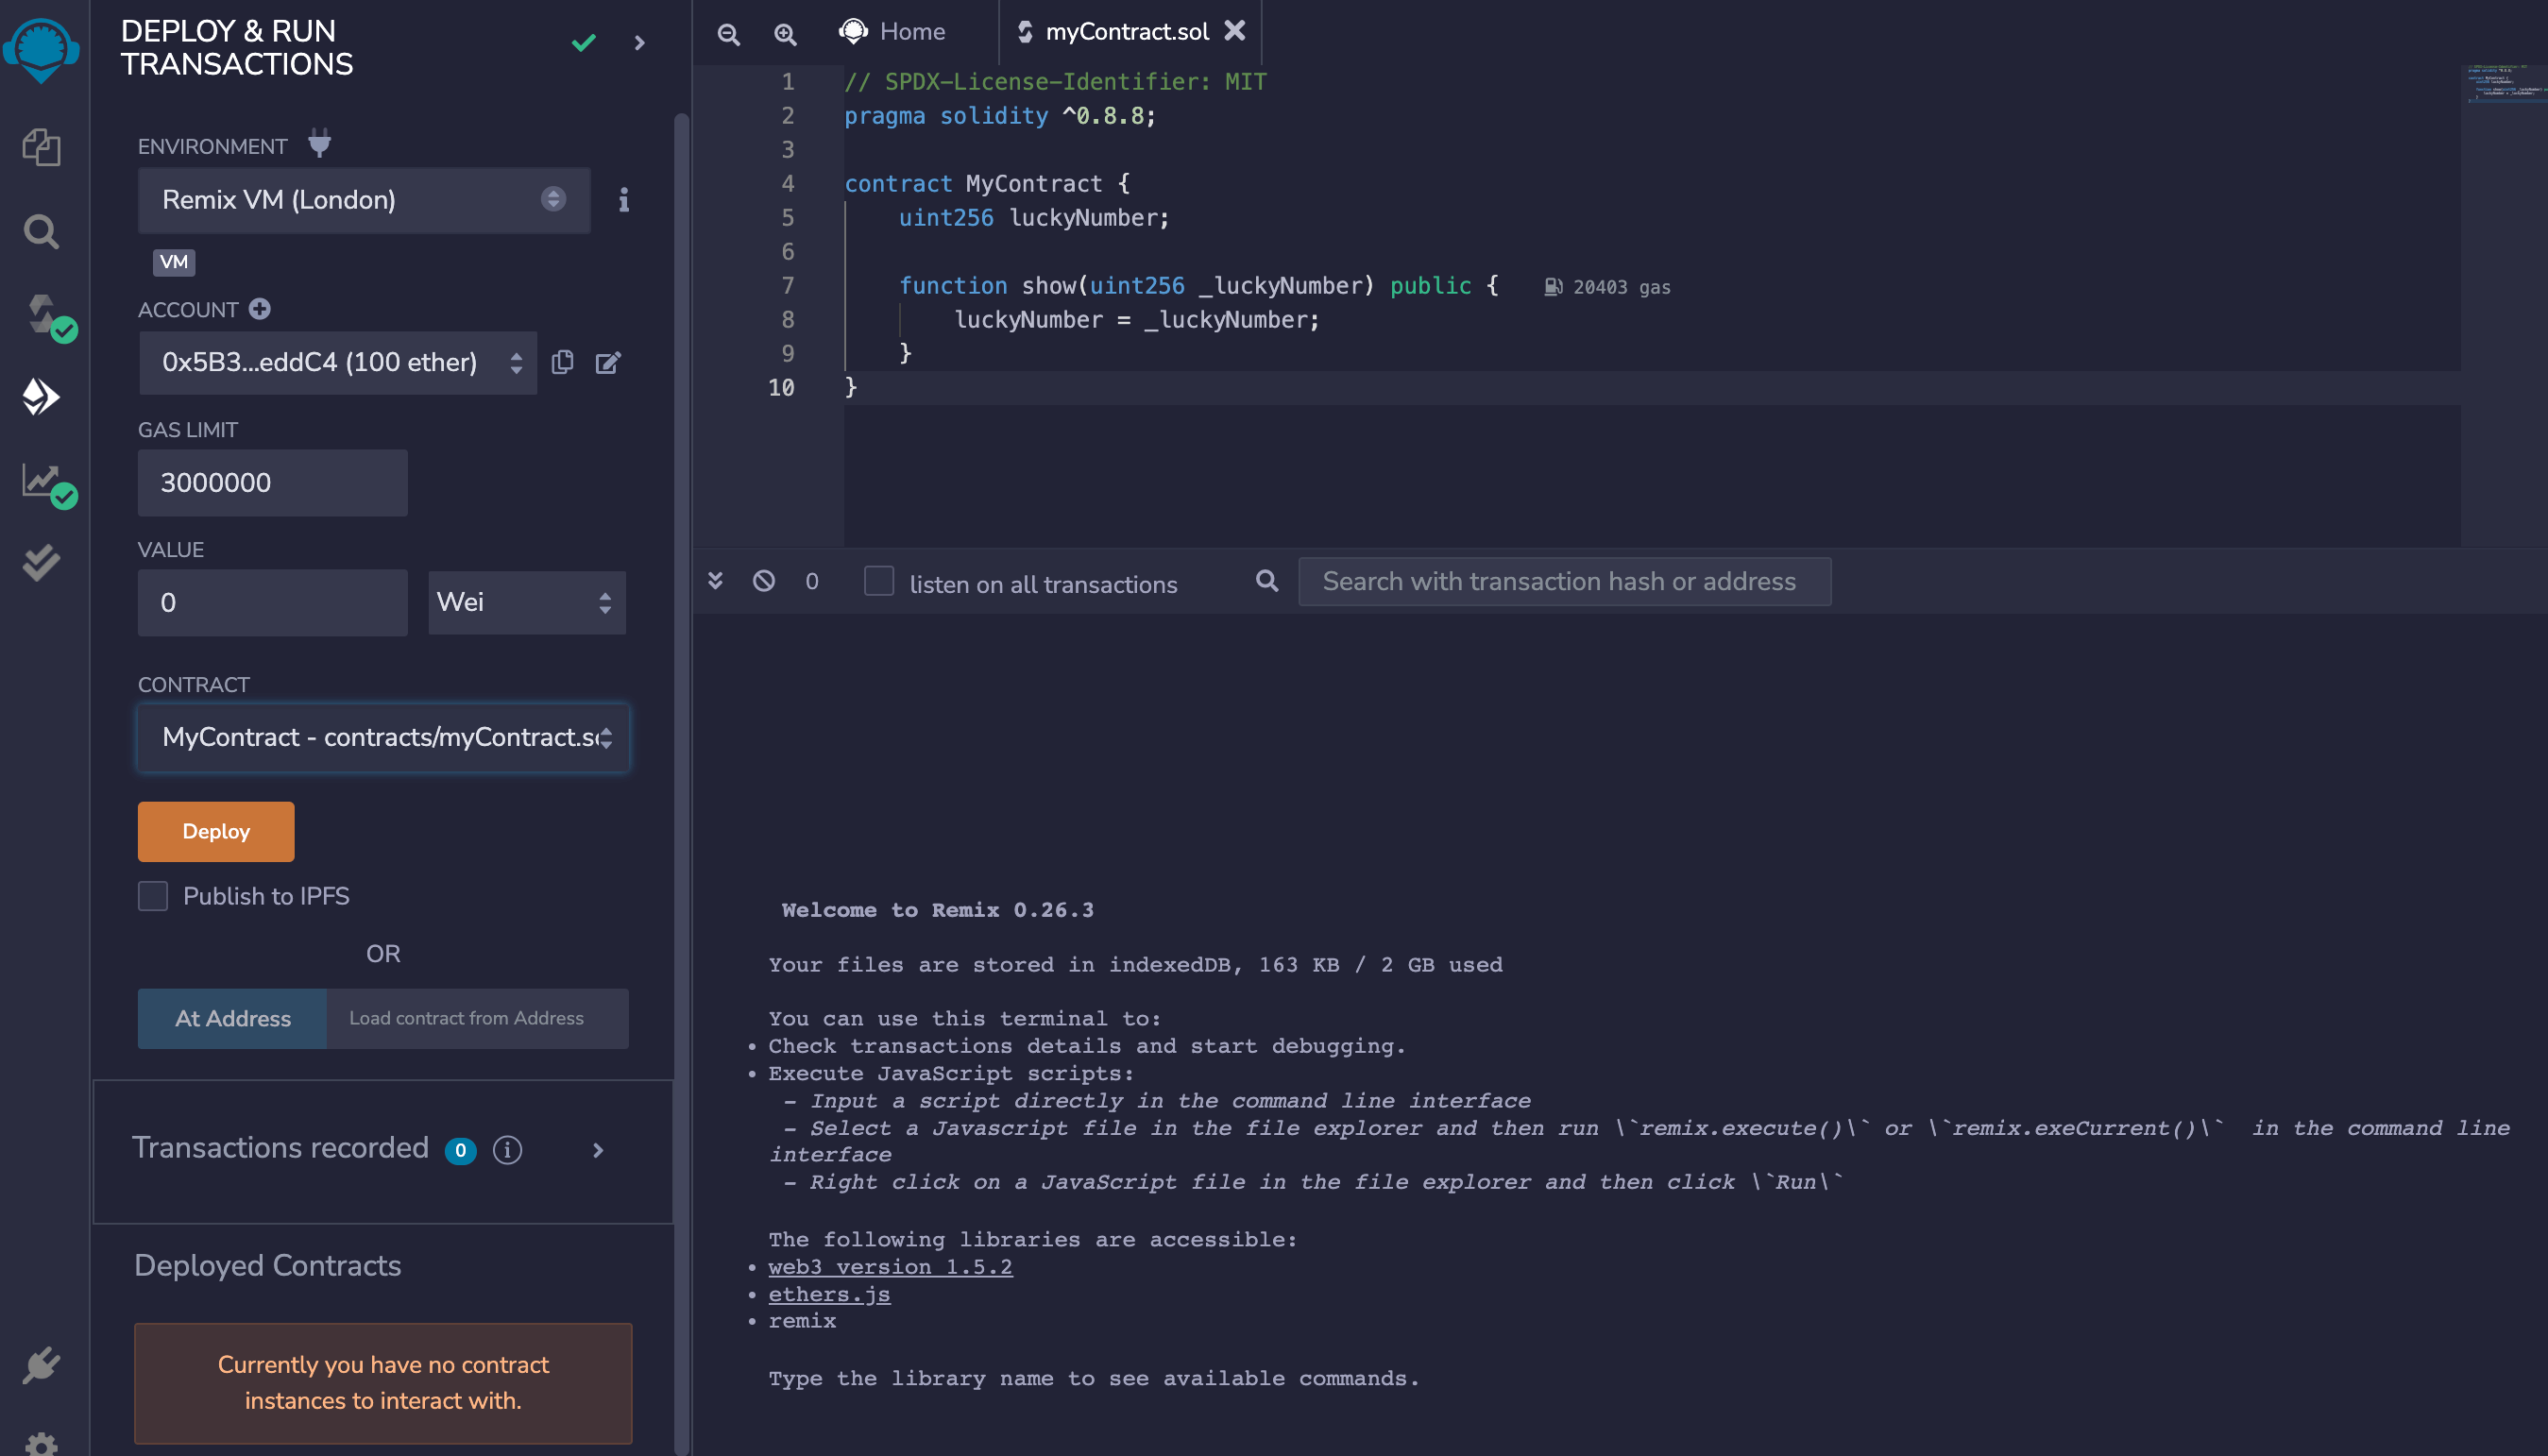 DEPLOY & RUN
TRANSACTIONS
ENVIRONMENT
Remix VM (London)
VM
ACCOUNT
0x5B3...eddC4 (100 ether)
GAS LIMIT
3000000
VALUE
0
Wei
CONTRACT
MyContract - contracts/myContract.so
Deploy
Publish to IPFS
OR
At Address
Load contract from Address
Transactions recorded 0
Deployed Contracts
Currently you have no contract
instances to interact with.
Home
myContract.sol
1 // SPDX-License-Identifier: MIT
2 pragma solidity ^0.8.8;
3
4 contract MyContract {
5 uint256 luckyNumber;
6
7 function show(uint256 _luckyNumber) public { 20403 gas
8 luckyNumber = _luckyNumber;
9 }
10 }
0
listen on all transactions
Search with transaction hash or address
Welcome to Remix 0.26.3
Your files are stored in indexedDB, 163 KB / 2 GB used
You can use this terminal to:
• Check transactions details and start debugging.
• Execute JavaScript scripts:
- Input a script directly in the command line interface
- Select a Javascript file in the file explorer and then run \`remix.execute()\` or \`remix.exeCurrent()\` in the command line
interface
- Right click on a JavaScript file in the file explorer and then click \`Run\`
The following libraries are accessible:
• web3 version 1.5.2
• ethers.js
• remix
Type the library name to see available commands.